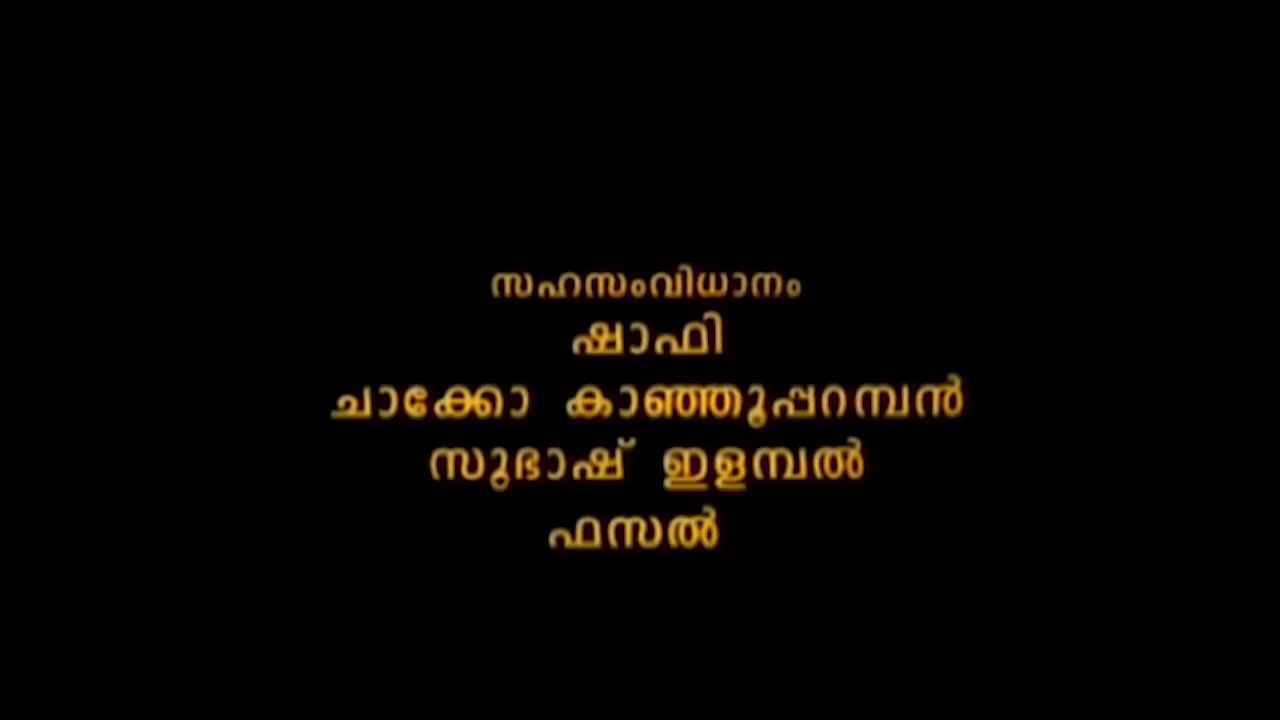 സഹസംവിധാനം
ഷാഫി
ചാക്കോ കാഞ്ഞൂപ്പറമ്പൻ
സുഭാഷ് ഇളമ്പൽ
ഫസൽ